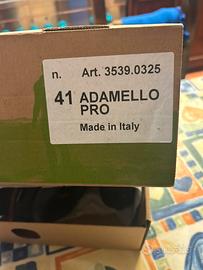 n. Art. 3539.0325
41 ADAMELLO
PRO
Made in Italy